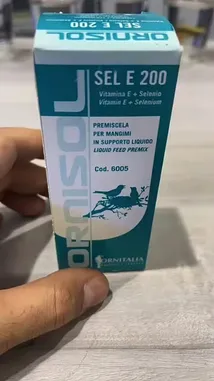 ORNISOL
SEL E 200
ORNISOL
SEL E 200
Vitamina E + Selenio
Vitamin E + Selenium
PREMISCELA
PER MANGIMI
IN SUPPORTO LIQUIDO
LIQUID FEED PREMIX
Cod. 6005
ORNITALIA